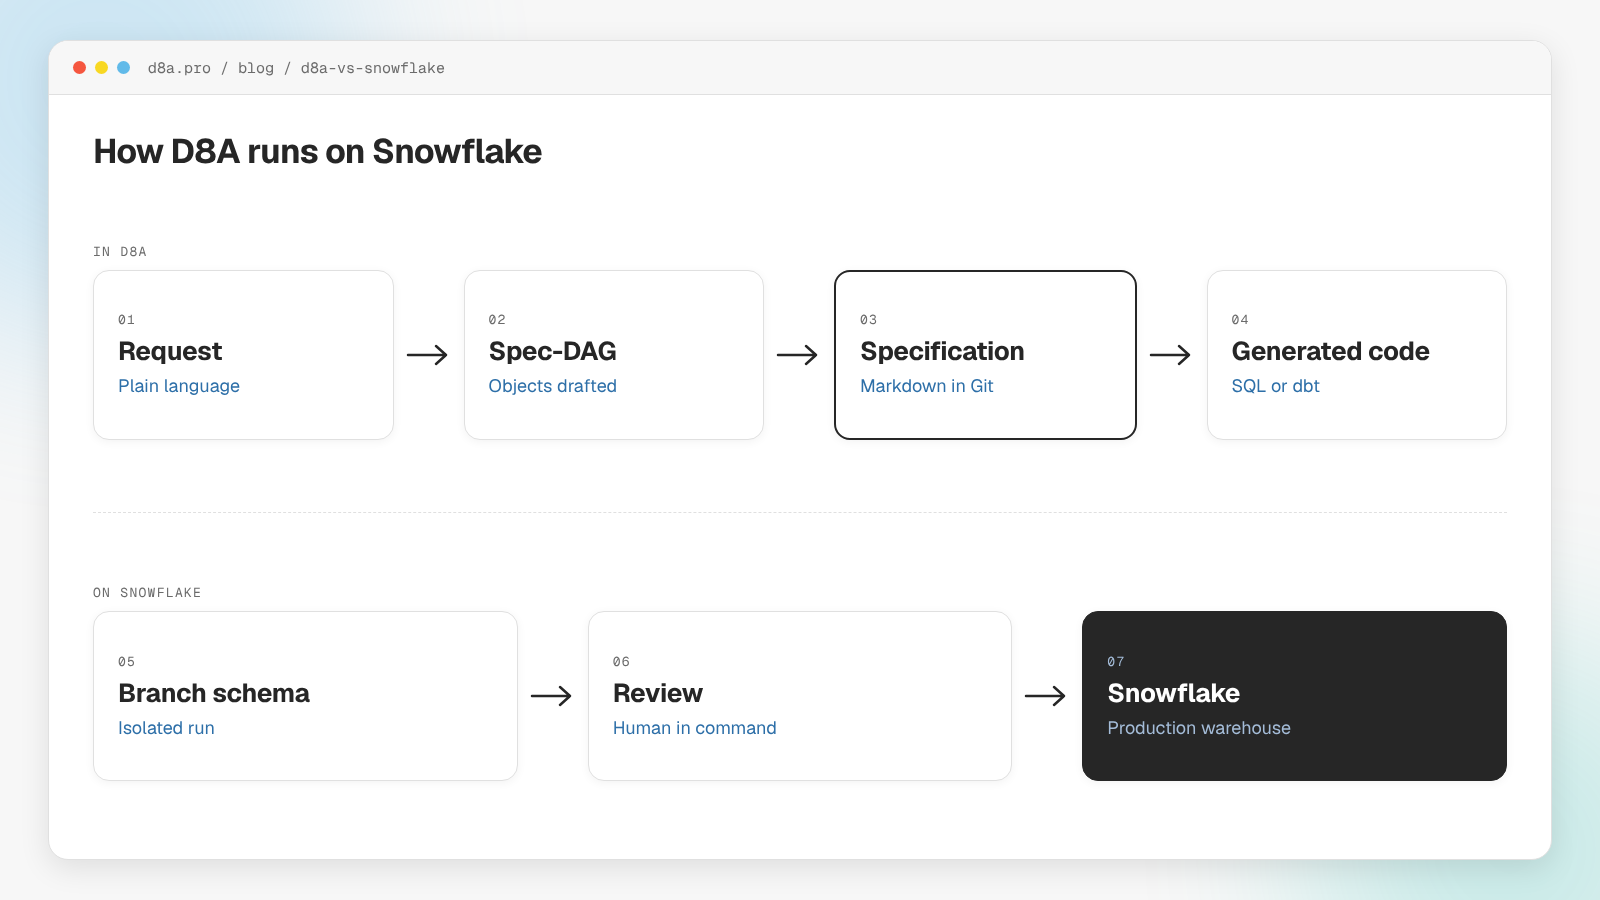 d8a.pro / blog / d8a-vs-snowflake
How D8A runs on Snowflake
IN D8A
01
Request
Plain language
02
Spec-DAG
Objects drafted
03
Specification
Markdown in Git
04
Generated code
SQL or dbt
ON SNOWFLAKE
05
Branch schema
Isolated run
06
Review
Human in command
07
Snowflake
Production warehouse